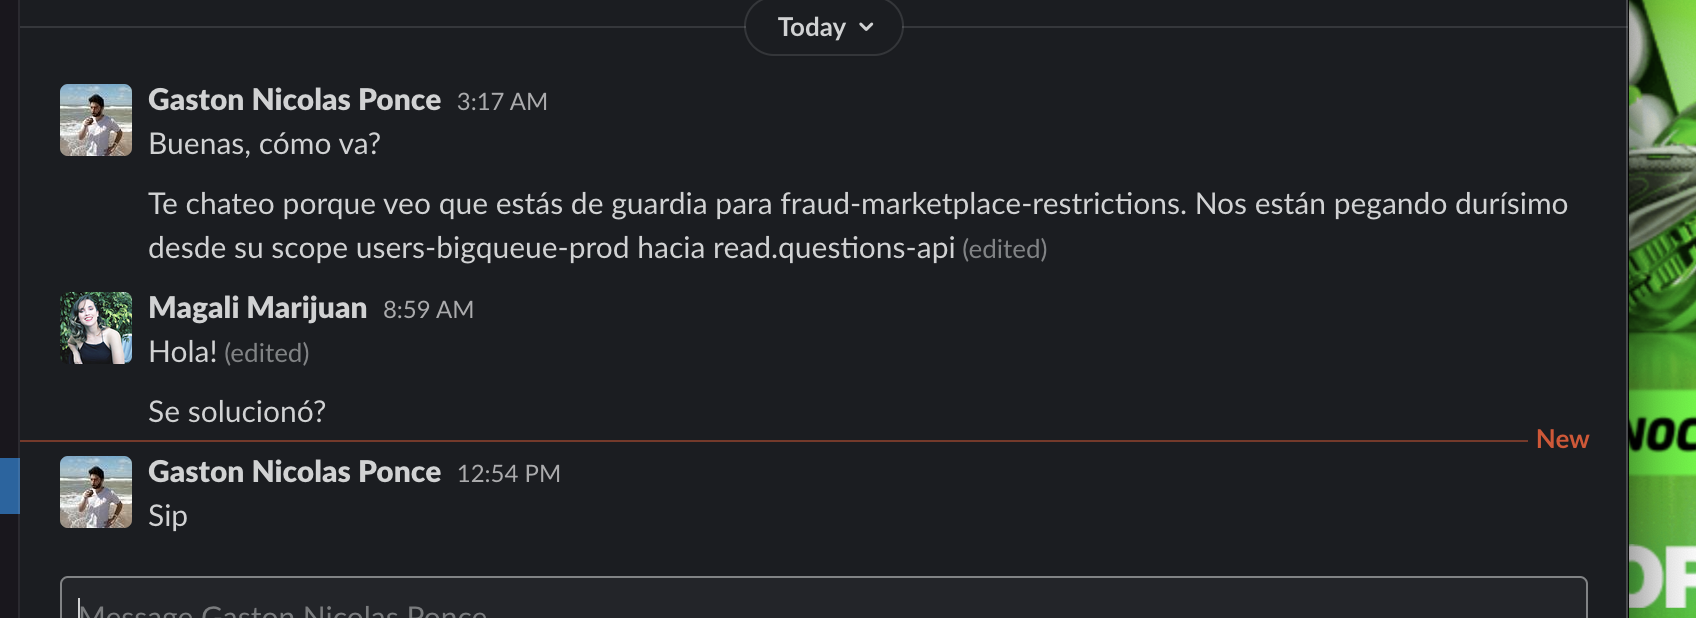 Today
Gaston Nicolas Ponce 3:17 AM
Buenas, cómo va?
Te chateo porque veo que estás de guardia para fraud-marketplace-restrictions. Nos están pegando durísimo
desde su scope users-bigqueue-prod hacia read.questions-api (edited)
Magali Marijuan 8:59 AM
Hola! (edited)
Se solucionó?
New
Gaston Nicolas Ponce 12:54 PM
Sip
Message Gaston Nicolas Ponce